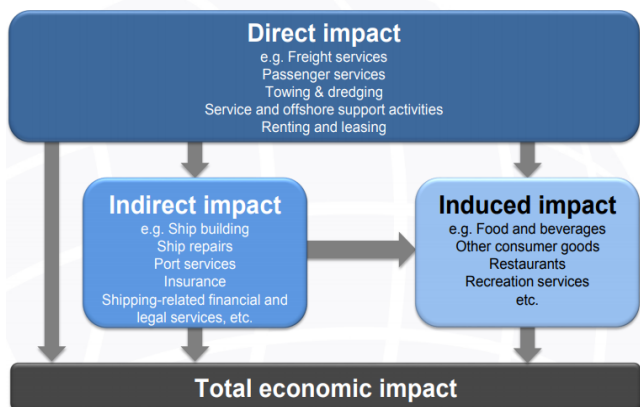 Direct impact
e.g. Freight services
Passenger services
Towing & dredging
Service and offshore support activities
Renting and leasing
Indirect impact
e.g. Ship building
Ship repairs
Port services
Insurance
Shipping-related financial and
legal services, etc.
Induced impact
e.g. Food and beverages
Other consumer goods
Restaurants
Recreation services
etc.
Total economic impact